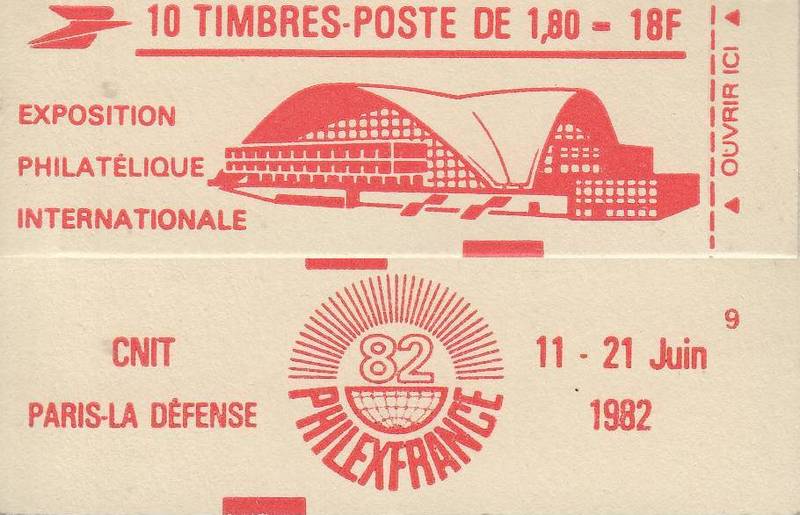 10 TIMBRES-POSTE DE 1,80 = 18F
OUVRIR ICI
EXPOSITION
PHILATÉLIQUE
INTERNATIONALE
CNIT
PARIS-LA DÉFENSE
82
PHILEXFRANCE
9
11 - 21 Juin
1982